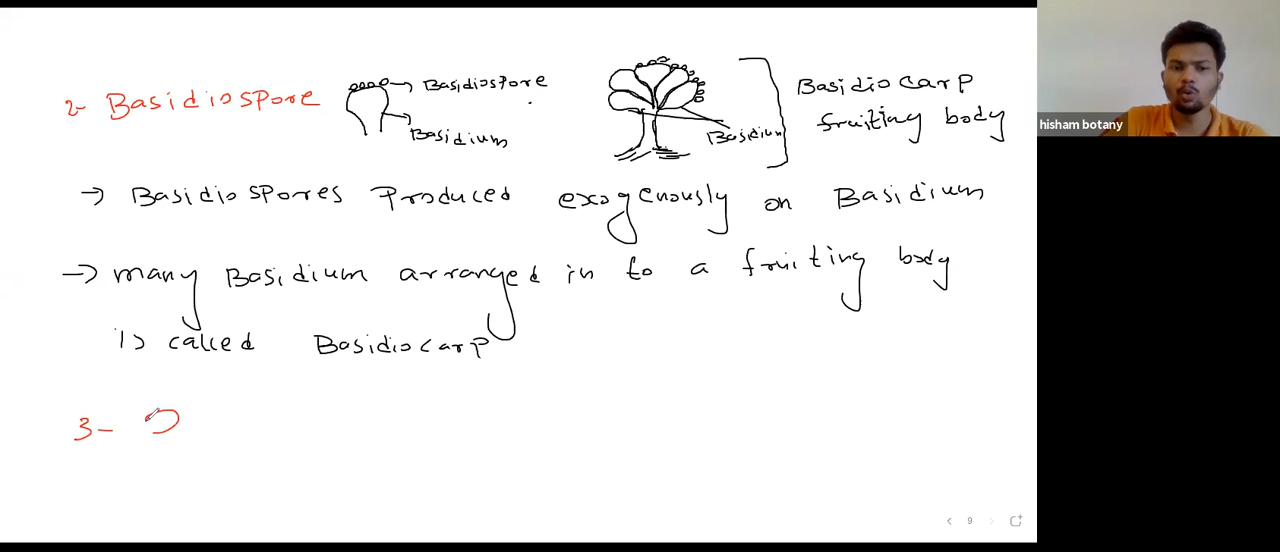 2- Basidiospore
Basidiospore
Basidium
Basidium
Basidiocarp
fruiting body
hisham botany
→ Basidiospores Produced exogenously on Basidium
→ many Basidium arranged in to a fruiting body
is called Basidiocarp
3-
9